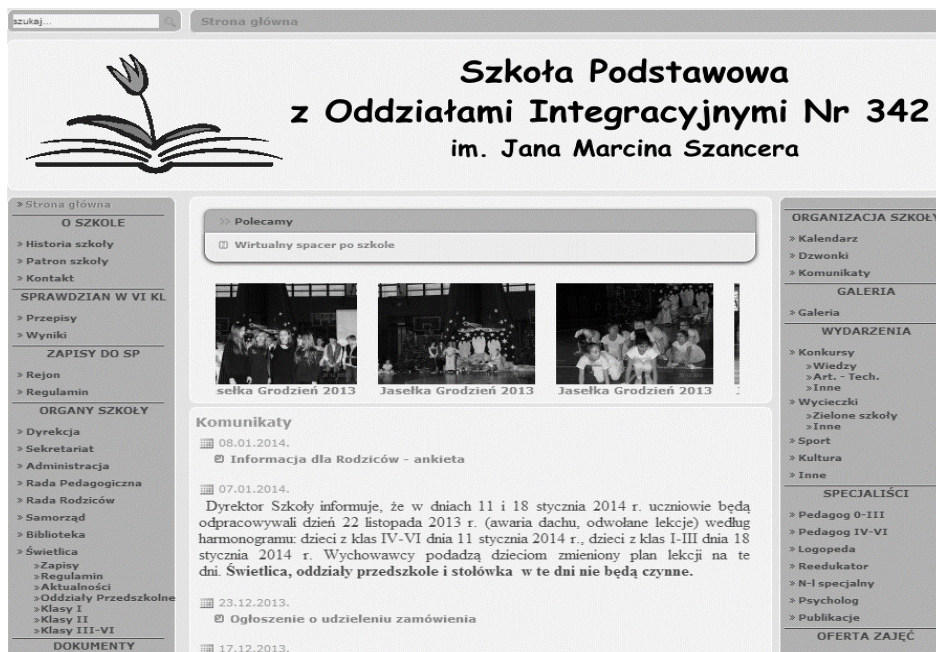 szukaj...
Strona główna
Szkoła Podstawowa
z Oddziałami Integracyjnymi Nr 342
im. Jana Marcina Szancera
» Strona główna
O SZKOLE
» Historia szkoły
» Patron szkoły
» Kontakt
SPRAWDZIAN W VI KL
» Przepisy
» Wyniki
ZAPISY DO SP
» Rejon
» Regulamin
ORGANY SZKOŁY
» Dyrekcja
» Sekretariat
» Administracja
» Rada Pedagogiczna
» Rada Rodziców
» Samorząd
» Biblioteka
» Świetlica
»Zapisy
»Regulamin
»Aktualności
»Oddziały Przedszkolne
»Klasy I
»Klasy II
»Klasy III-VI
DOKUMENTY
>> Polecamy
Wirtualny spacer po szkole
sełka Grodzień 2013
Jasełka Grodzień 2013
Jasełka Grodzień 2013
Komunikaty
08.01.2014.
Informacja dla Rodziców - ankieta
07.01.2014.
Dyrektor Szkoły informuje, że w dniach 11 i 18 stycznia 2014 r. uczniowie będą
odpracowywali dzień 22 listopada 2013 r. (awaria dachu, odwołane lekcje) według
harmonogramu: dzieci z klas IV-VI dnia 11 stycznia 2014 r., dzieci z klas I-III dnia 18
stycznia 2014 r. Wychowawcy podadzą dzieciom zmieniony plan lekcji na te
dni. Świetlica, oddziały przedszkole i stołówka w te dni nie będą czynne.
23.12.2013.
Ogłoszenie o udzieleniu zamówienia
17.12.2013.
ORGANIZACJA SZKOŁY
» Kalendarz
» Dzwonki
» Komunikaty
GALERIA
» Galeria
WYDARZENIA
» Konkursy
»Wiedzy
»Art. - Tech.
»Inne
» Wycieczki
»Zielone szkoły
»Inne
» Sport
» Kultura
» Inne
SPECJALIŚCI
» Pedagog 0-III
» Pedagog IV-VI
» Logopeda
» Reedukator
» N-l specjalny
» Psycholog
» Publikacje
OFERTA ZAJĘĆ